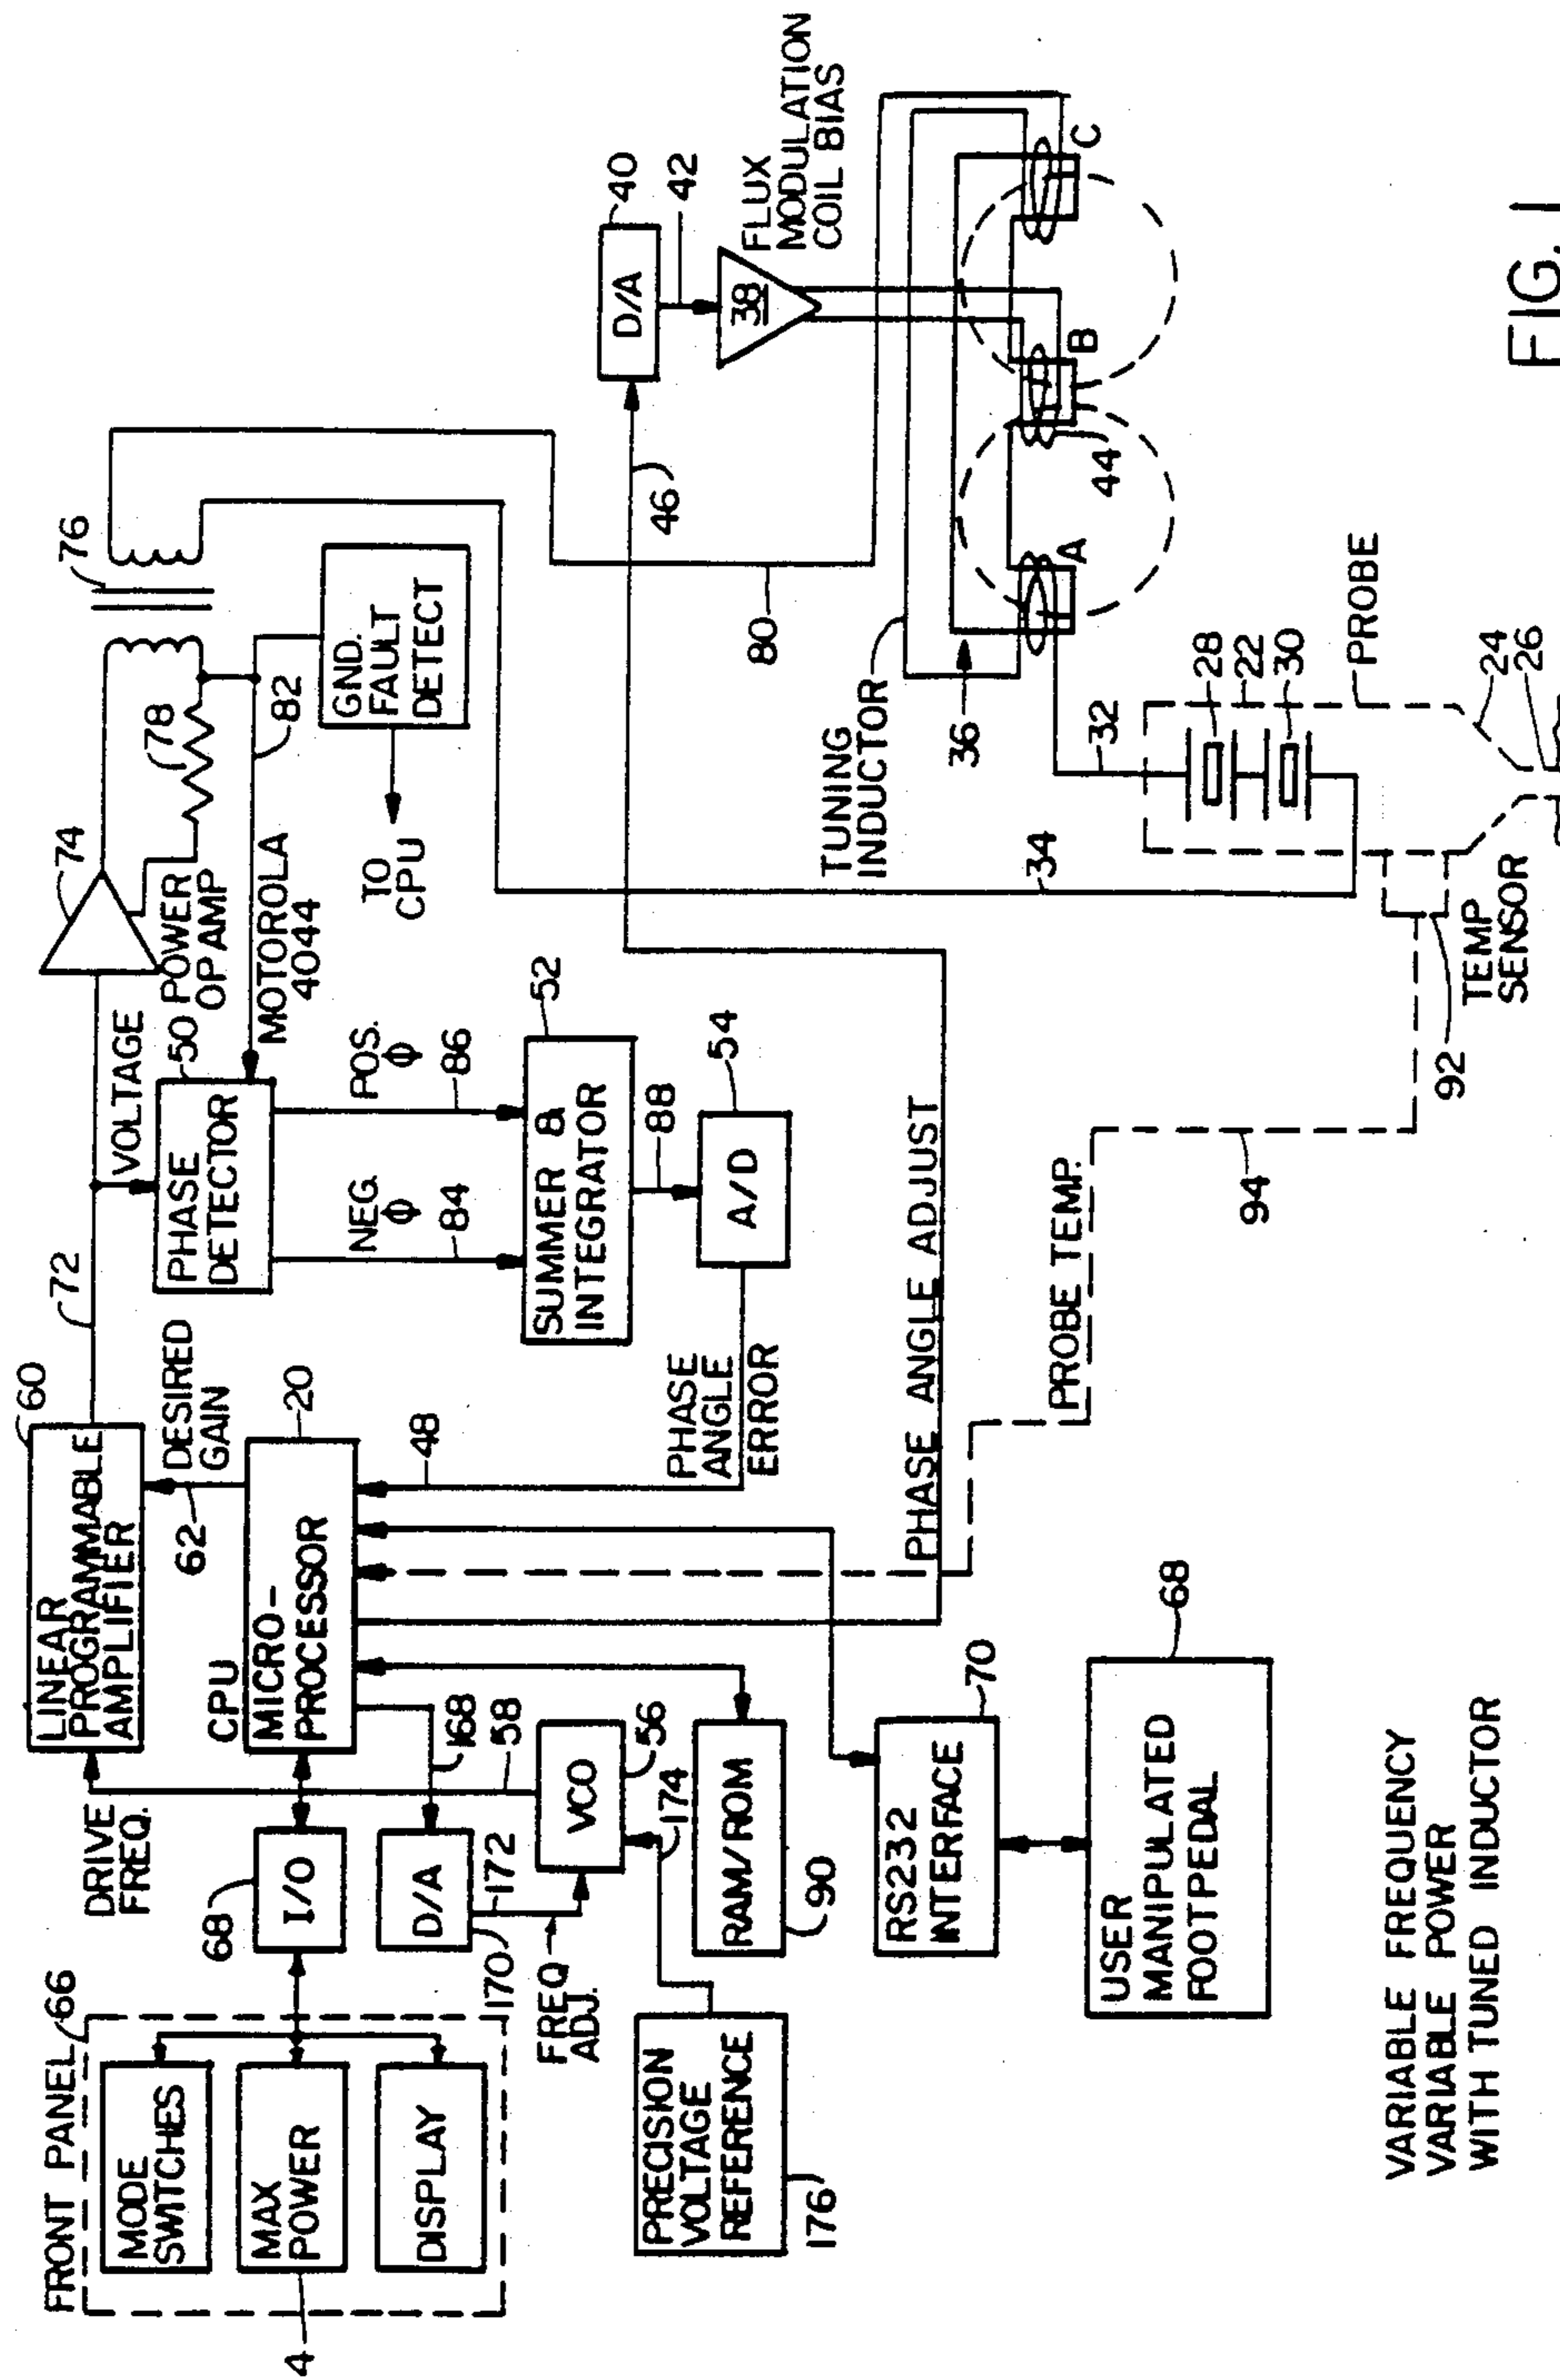 FRONT PANEL
66
MODE
SWITCHES
MAX
POWER
DISPLAY
4
DRIVE
FREQ.
68
I/O
LINEAR
PROGRAMMABLE
AMPLIFIER
60
DESIRED
GAIN
62
CPU
MICRO-
PROCESSOR
20
D/A
170
172
168
58
FREQ
ADJ.
VCO
56
174
PRECISION
VOLTAGE
REFERENCE
176
RAM/ROM
90
RS232
INTERFACE
70
USER
MANIPULATED
FOOTPEDAL
68
72
VOLTAGE
PHASE
DETECTOR
50
POWER
OP AMP
74
MOTOROLA
4044
NEG.
Φ
84
POS.
Φ
86
SUMMER &
INTEGRATOR
52
88
A/D
54
PHASE
ANGLE
ERROR
48
PHASE ANGLE ADJUST
PROBE TEMP.
94
78
76
82
GND.
FAULT
DETECT
TO
CPU
80
46
D/A
40
42
38
FLUX
MODULATION
COIL BIAS
TUNING
INDUCTOR
36
A
B
C
44
32
34
28
22
30
PROBE
24
26
TEMP
SENSOR
92
VARIABLE FREQUENCY
VARIABLE POWER
WITH TUNED INDUCTOR
FIG. 1